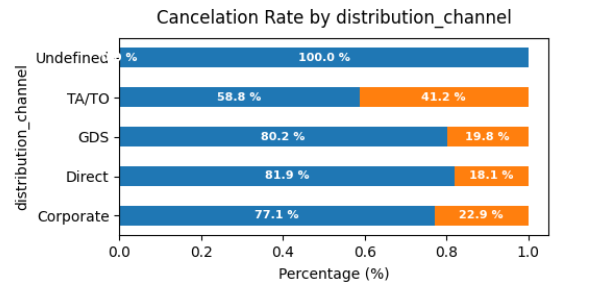 Cancelation Rate by distribution_channel
distribution_channel
Undefined % 100.0 %
TA/TO 58.8 % 41.2 %
GDS 80.2 % 19.8 %
Direct 81.9 % 18.1 %
Corporate 77.1 % 22.9 %
0.0 0.2 0.4 0.6 0.8 1.0
Percentage (%)